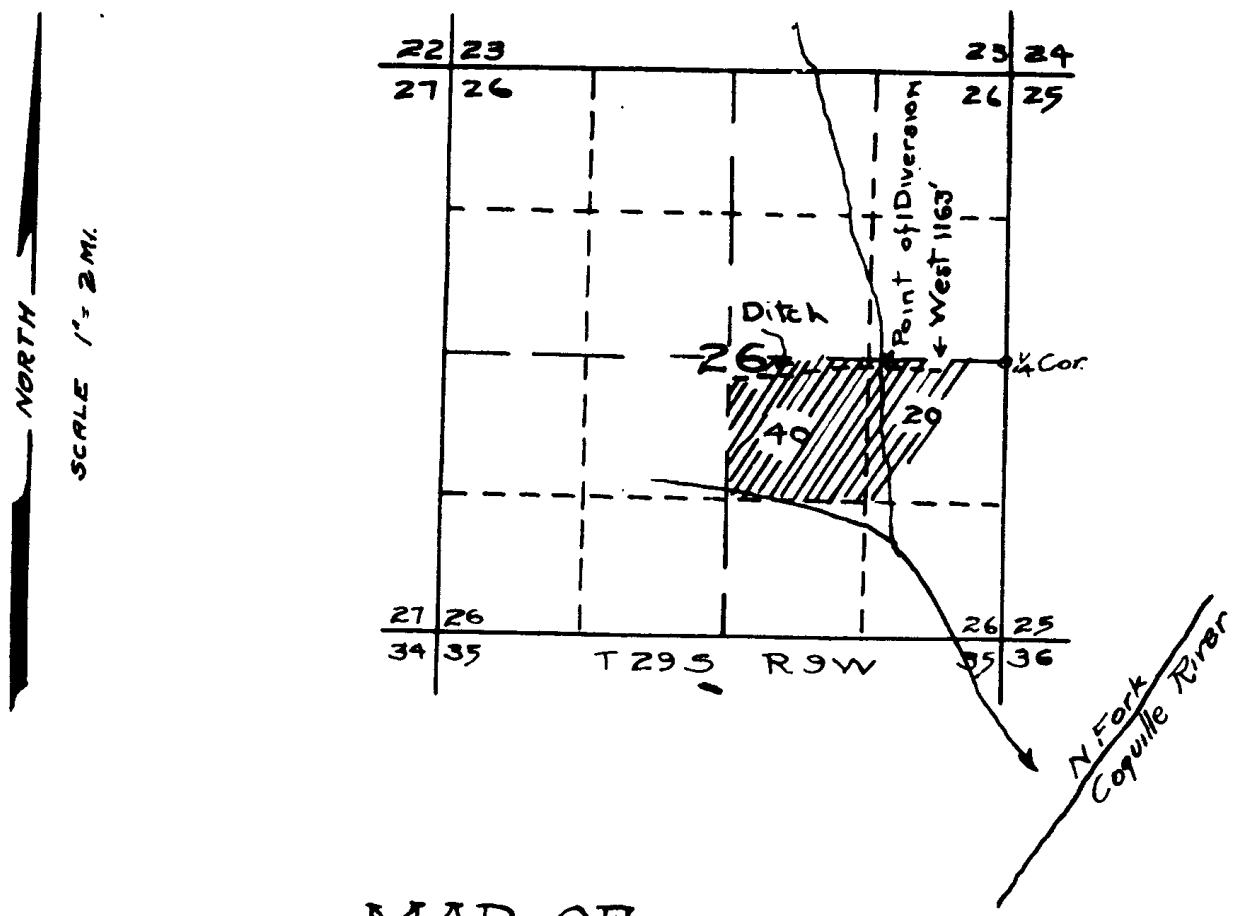 22 23
23 24
27 26
26 25
NORTH
SCALE 1" = 2 MI.
Point of Diversion
West 1163'
Ditch
26
1/4 Cor.
40
20
27 26
26 25
34 35
35 36
T 29 S R 9 W
N Fork
Coquille River
MAP OF